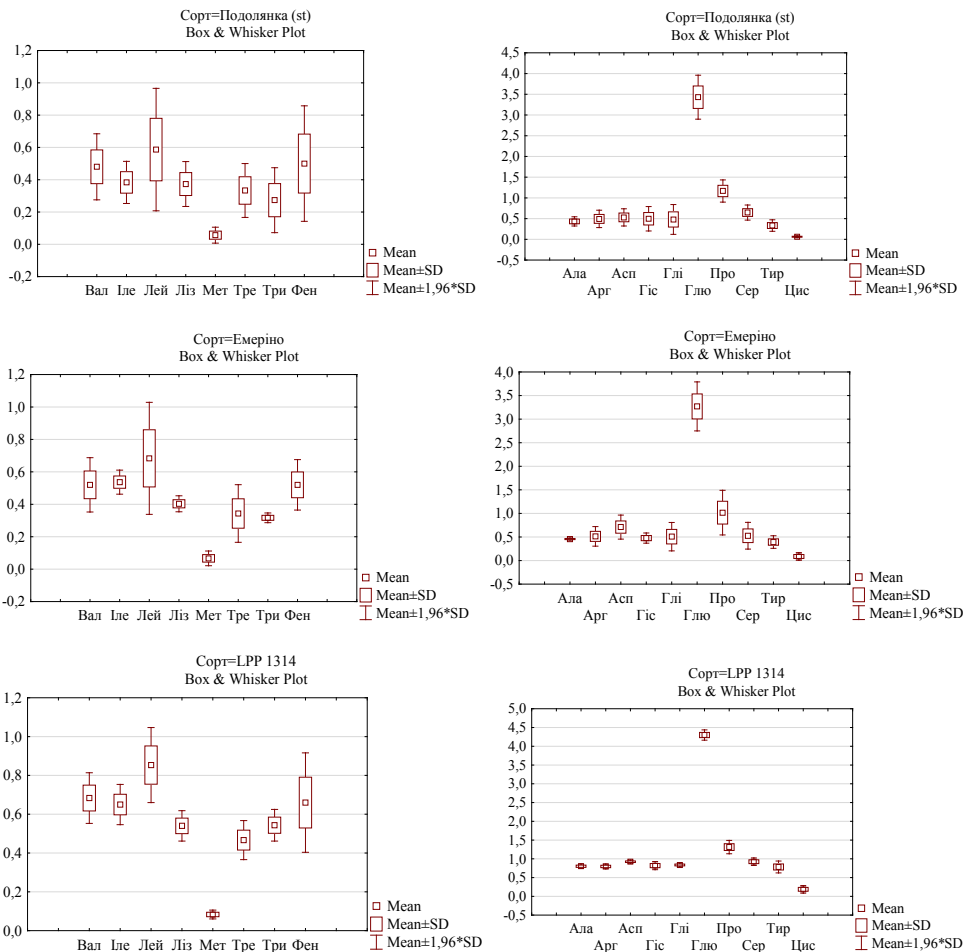 Сорт=Подолянка (st)
Box & Whisker Plot
1,2
1,0
0,8
0,6
0,4
0,2
0,0
-0,2
Вал Іле Лей Ліз Мет Тре Три Фен
Mean
Mean±SD
Mean±1,96*SD
Сорт=Подолянка (st)
Box & Whisker Plot
4,5
4,0
3,5
3,0
2,5
2,0
1,5
1,0
0,5
0,0
-0,5
Ала Асп Глі Про Тир
Арг Гіс Глю Сер Цис
Mean
Mean±SD
Mean±1,96*SD
Сорт=Емеріно
Box & Whisker Plot
1,2
1,0
0,8
0,6
0,4
0,2
0,0
-0,2
Вал Іле Лей Ліз Мет Тре Три Фен
Mean
Mean±SD
Mean±1,96*SD
Сорт=Емеріно
Box & Whisker Plot
4,0
3,5
3,0
2,5
2,0
1,5
1,0
0,5
0,0
-0,5
Ала Асп Глі Про Тир
Арг Гіс Глю Сер Цис
Mean
Mean±SD
Mean±1,96*SD
Сорт=LPP 1314
Box & Whisker Plot
1,2
1,0
0,8
0,6
0,4
0,2
0,0
Вал Іле Лей Ліз Мет Тре Три Фен
Mean
Mean±SD
Mean±1,96*SD
Сорт=LPP 1314
Box & Whisker Plot
5,0
4,5
4,0
3,5
3,0
2,5
2,0
1,5
1,0
0,5
0,0
-0,5
Ала Асп Глі Про Тир
Арг Гіс Глю Сер Цис
Mean
Mean±SD
Mean±1,96*SD